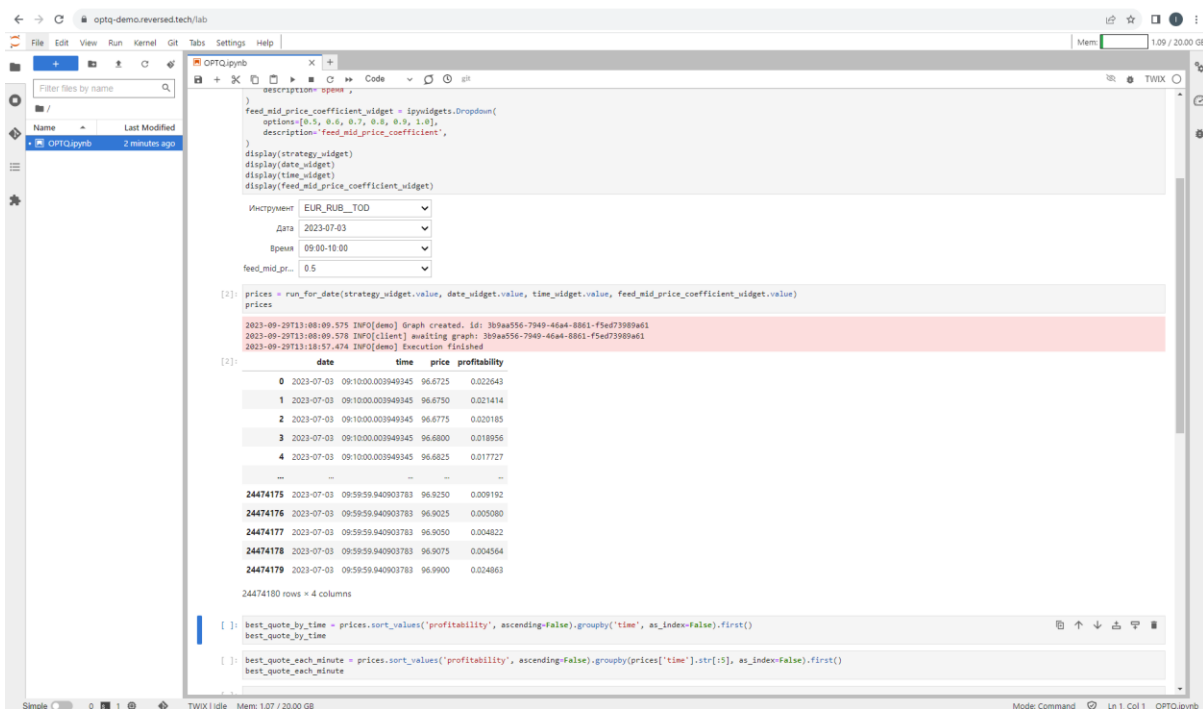 optq-demo.reversed.tech/lab
File Edit View Run Kernel Git Tabs Settings Help
Mem: 1.09 / 20.00 GB
OPTQ.ipynb
Code git TWIX
Filter files by name
/
Name Last Modified
OPTQ.ipynb 2 minutes ago
description='Время',
)
feed_mid_price_coefficient_widget = ipywidgets.Dropdown(
options=[0.5, 0.6, 0.7, 0.8, 0.9, 1.0],
description='feed_mid_price_coefficient',
)
display(strategy_widget)
display(date_widget)
display(time_widget)
display(feed_mid_price_coefficient_widget)
Инструмент EUR_RUB__TOD
Дата 2023-07-03
Время 09:00-10:00
feed_mid_pr... 0.5
[2]: prices = run_for_date(strategy_widget.value, date_widget.value, time_widget.value, feed_mid_price_coefficient_widget.value)
prices
2023-09-29T13:08:09.575 INFO[demo] Graph created. id: 3b9aa556-7949-46a4-8861-f5ed73989a61
2023-09-29T13:08:09.578 INFO[client] awaiting graph: 3b9aa556-7949-46a4-8861-f5ed73989a61
2023-09-29T13:18:57.474 INFO[demo] Execution finished
[2]: date time price profitability
0 2023-07-03 09:10:00.003949345 96.6725 0.022643
1 2023-07-03 09:10:00.003949345 96.6750 0.021414
2 2023-07-03 09:10:00.003949345 96.6775 0.020185
3 2023-07-03 09:10:00.003949345 96.6800 0.018956
4 2023-07-03 09:10:00.003949345 96.6825 0.017727
... ... ... ... ...
24474175 2023-07-03 09:59:59.940903783 96.9250 0.009192
24474176 2023-07-03 09:59:59.940903783 96.9025 0.005080
24474177 2023-07-03 09:59:59.940903783 96.9050 0.004822
24474178 2023-07-03 09:59:59.940903783 96.9075 0.004564
24474179 2023-07-03 09:59:59.940903783 96.9900 0.024863
24474180 rows × 4 columns
[ ]: best_quote_by_time = prices.sort_values('profitability', ascending=False).groupby('time', as_index=False).first()
best_quote_by_time
[ ]: best_quote_each_minute = prices.sort_values('profitability', ascending=False).groupby(prices['time'].str[:5], as_index=False).first()
best_quote_each_minute
Simple 0 1 TWIX | Idle Mem: 1.07 / 20.00 GB Mode: Command Ln 1, Col 1 OPTQ.ipynb